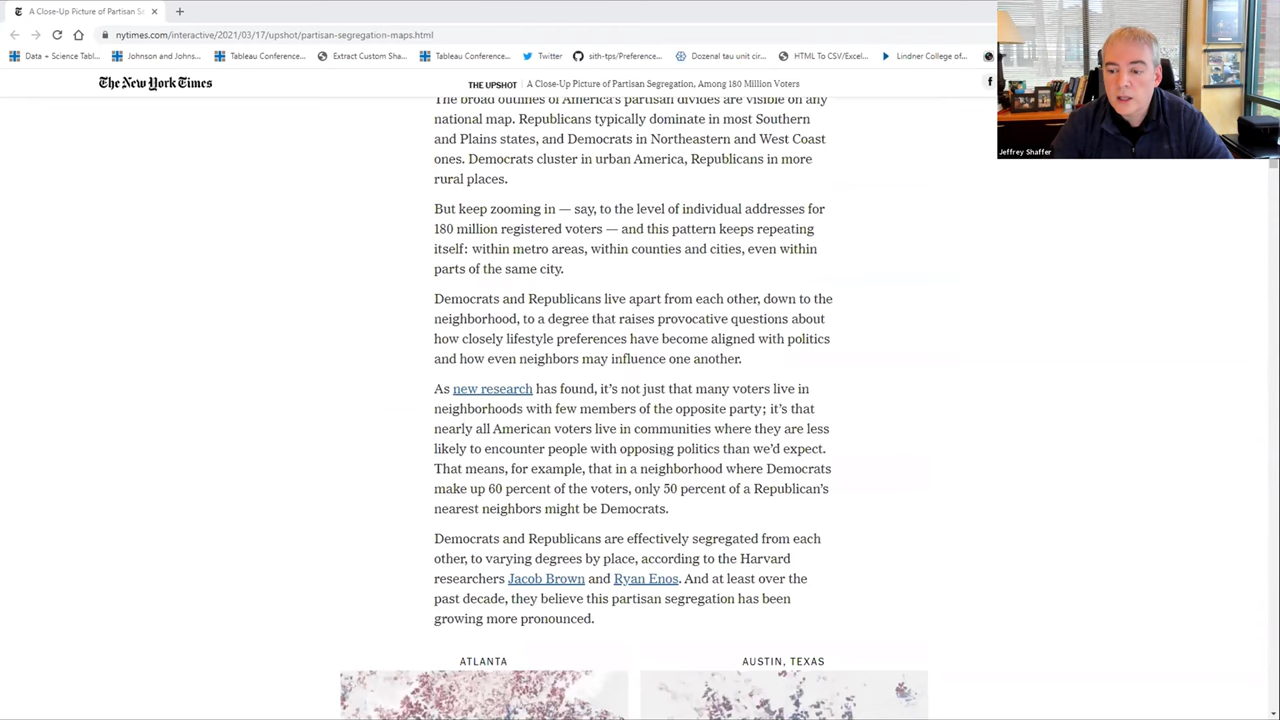 A Close-Up Picture of Partisan Se
nytimes.com/interactive/2021/03/17/upshot/partisan-segregation-maps.html
Data + Science Tabl...
Johnson and Johns...
Tableau Conference
Tableau Conferenc...
Twitter
sith-tps/Preference...
Dozenal tau unit cir...
HTML To CSV/Excel...
Lindner College of...
The New York Times
THE UPSHOT | A Close-Up Picture of Partisan Segregation Among 180 Million Voters
The broad outlines of America's partisan divides are visible on any
national map. Republicans typically dominate in most Southern
and Plains states, and Democrats in Northeastern and West Coast
ones. Democrats cluster in urban America, Republicans in more
rural places.
But keep zooming in — say, to the level of individual addresses for
180 million registered voters — and this pattern keeps repeating
itself: within metro areas, within counties and cities, even within
parts of the same city.
Democrats and Republicans live apart from each other, down to the
neighborhood, to a degree that raises provocative questions about
how closely lifestyle preferences have become aligned with politics
and how even neighbors may influence one another.
As new research has found, it's not just that many voters live in
neighborhoods with few members of the opposite party; it's that
nearly all American voters live in communities where they are less
likely to encounter people with opposing politics than we'd expect.
That means, for example, that in a neighborhood where Democrats
make up 60 percent of the voters, only 50 percent of a Republican's
nearest neighbors might be Democrats.
Democrats and Republicans are effectively segregated from each
other, to varying degrees by place, according to the Harvard
researchers Jacob Brown and Ryan Enos. And at least over the
past decade, they believe this partisan segregation has been
growing more pronounced.
ATLANTA
AUSTIN, TEXAS
Jeffrey Shaffer